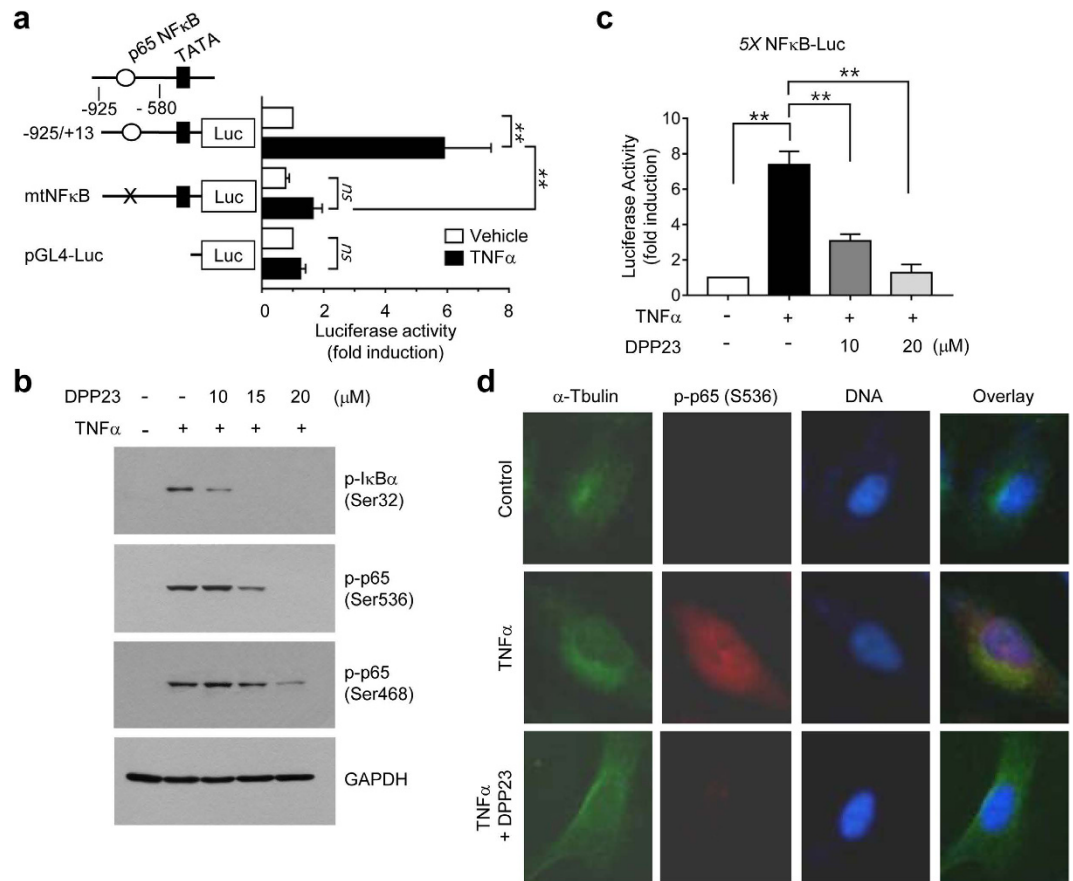 a
p65 NFκB
TATA
-925
- 580
-925/+13
Luc
**
mtNFκB
Luc
ns
**
pGL4-Luc
Luc
ns
Vehicle
TNFα
0 2 4 6 8
Luciferase activity
(fold induction)
b
DPP23 - - 10 15 20 (μM)
TNFα - + + + +
p-IκBα
(Ser32)
p-p65
(Ser536)
p-p65
(Ser468)
GAPDH
c
5X NFκB-Luc
**
**
**
Luciferase Activity
(fold induction)
10
8
6
4
2
0
TNFα - + + +
DPP23 - - 10 20 (μM)
d
α-Tbulin p-p65 (S536) DNA Overlay
Control
TNFα
TNFα
+ DPP23